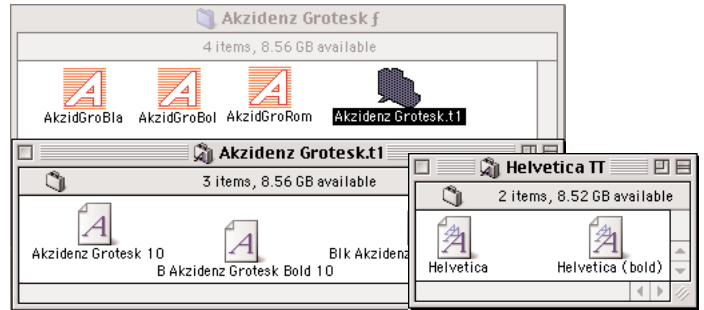 Akzidenz Grotesk ƒ
4 items, 8.56 GB available
AkzidGroBla
AkzidGroBol
AkzidGroRom
Akzidenz Grotesk.t1
Akzidenz Grotesk.t1
3 items, 8.56 GB available
Akzidenz Grotesk 10
B Akzidenz Grotesk Bold 10
Blk Akzidenz
Helvetica TT
2 items, 8.52 GB available
Helvetica
Helvetica (bold)